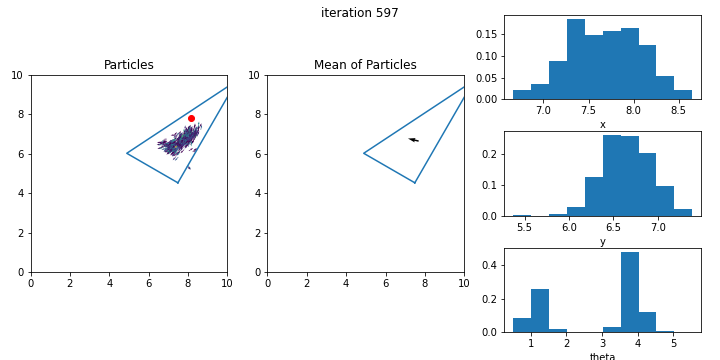 iteration 597
Particles
10
8
6
4
2
0
0 2 4 6 8 10
Mean of Particles
10
8
6
4
2
0
0 2 4 6 8 10
0.15
0.10
0.05
0.00
7.0 7.5 8.0 8.5
x
0.2
0.1
0.0
5.5 6.0 6.5 7.0
y
0.4
0.2
0.0
1 2 3 4 5
theta